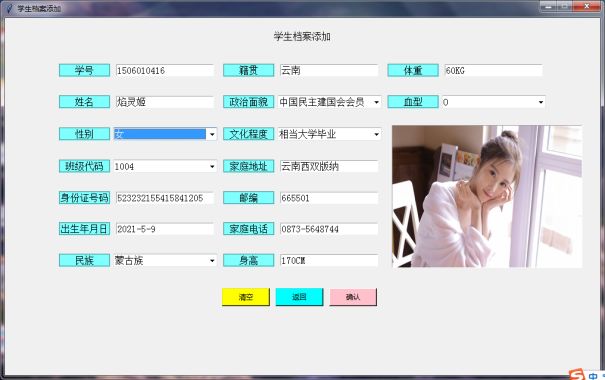 学生档案添加
学生档案添加
学号 1506010416 籍贯 云南 体重 60KG
姓名 焰灵姬 政治面貌 中国民主建国会会员 血型 O
性别 女 文化程度 相当大学毕业
班级代码 1004 家庭地址 云南西双版纳
身份证号码 523232155415841205 邮编 665501
出生年月日 2021-5-9 家庭电话 0873-5648744
民族 蒙古族 身高 170CM
清空 返回 确认
中